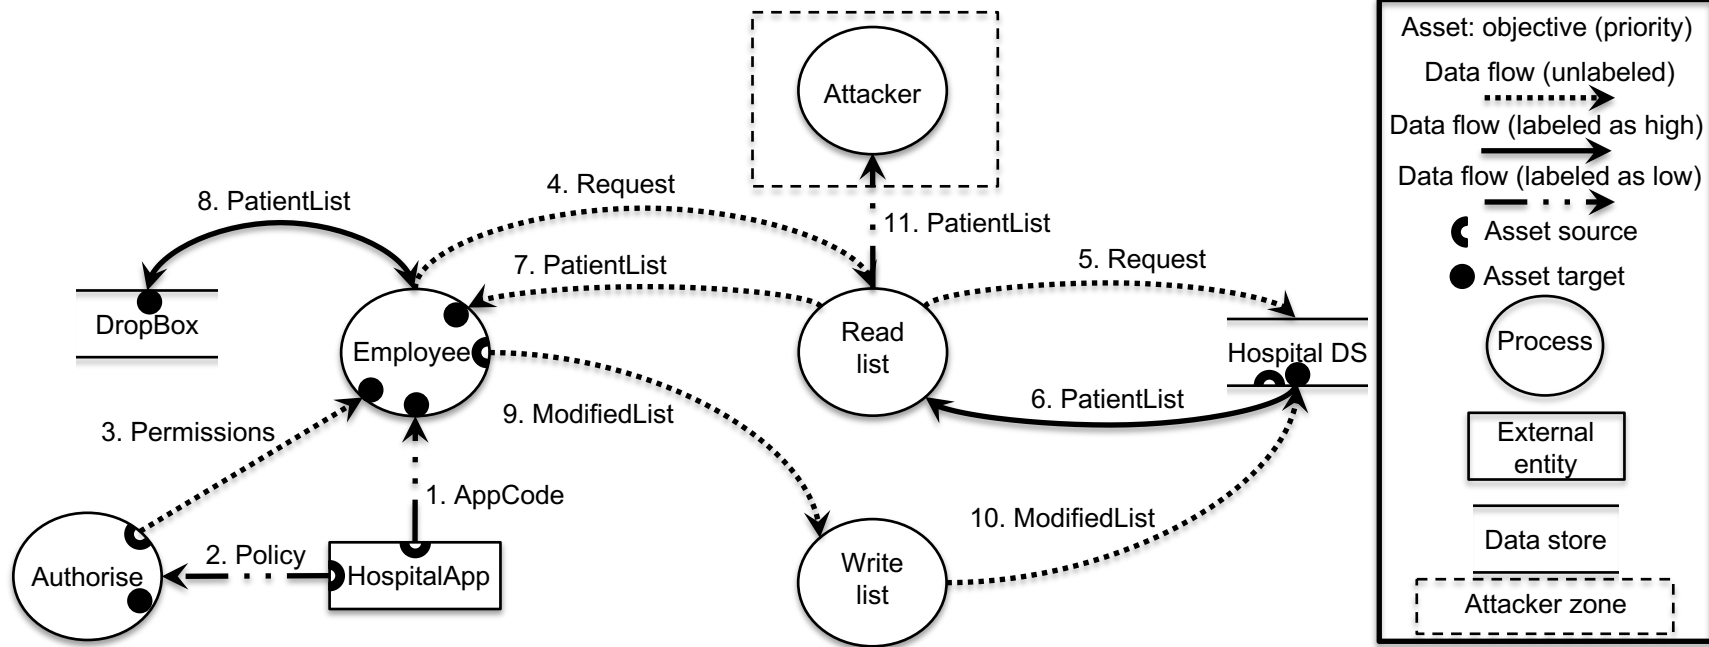 Attacker
8. PatientList
4. Request
11. PatientList
7. PatientList
5. Request
DropBox
Employee
Read
list
Hospital DS
6. PatientList
3. Permissions
9. ModifiedList
1. AppCode
10. ModifiedList
2. Policy
Authorise
HospitalApp
Write
list
Asset: objective (priority)
Data flow (unlabeled)
Data flow (labeled as high)
Data flow (labeled as low)
Asset source
Asset target
Process
External
entity
Data store
Attacker zone